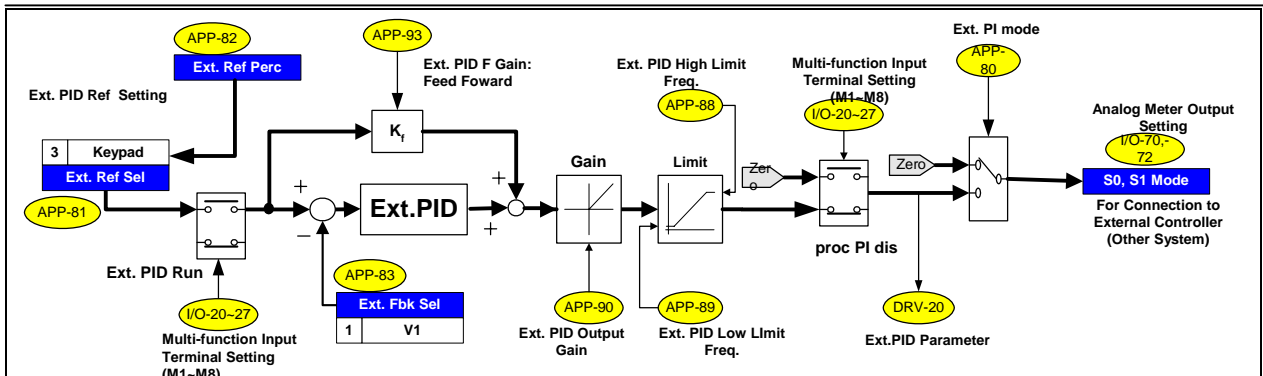 APP-82
Ext. Ref Perc
Ext. PID Ref  Setting
3 Keypad
Ext. Ref Sel
APP-81
Ext. PID Run
I/O-20~27
Multi-function Input
Terminal Setting
(M1~M8)
APP-93
Ext. PID F Gain:
Feed Foward
Kf
+
−
Ext.PID
+
+
APP-83
Ext. Fbk Sel
1 V1
Gain
APP-90
Ext. PID Output
Gain
Ext. PID High Limit
Freq.
APP-88
Limit
APP-89
Ext. PID Low LImit
Freq.
Multi-function Input
Terminal Setting
(M1~M8)
I/O-20~27
Zer
o
proc PI dis
Ext. PI mode
APP-
80
Zero
DRV-20
Ext.PID Parameter
Analog Meter Output
Setting
I/O-70,-
72
S0, S1 Mode
For Connection to
External Controller
(Other System)